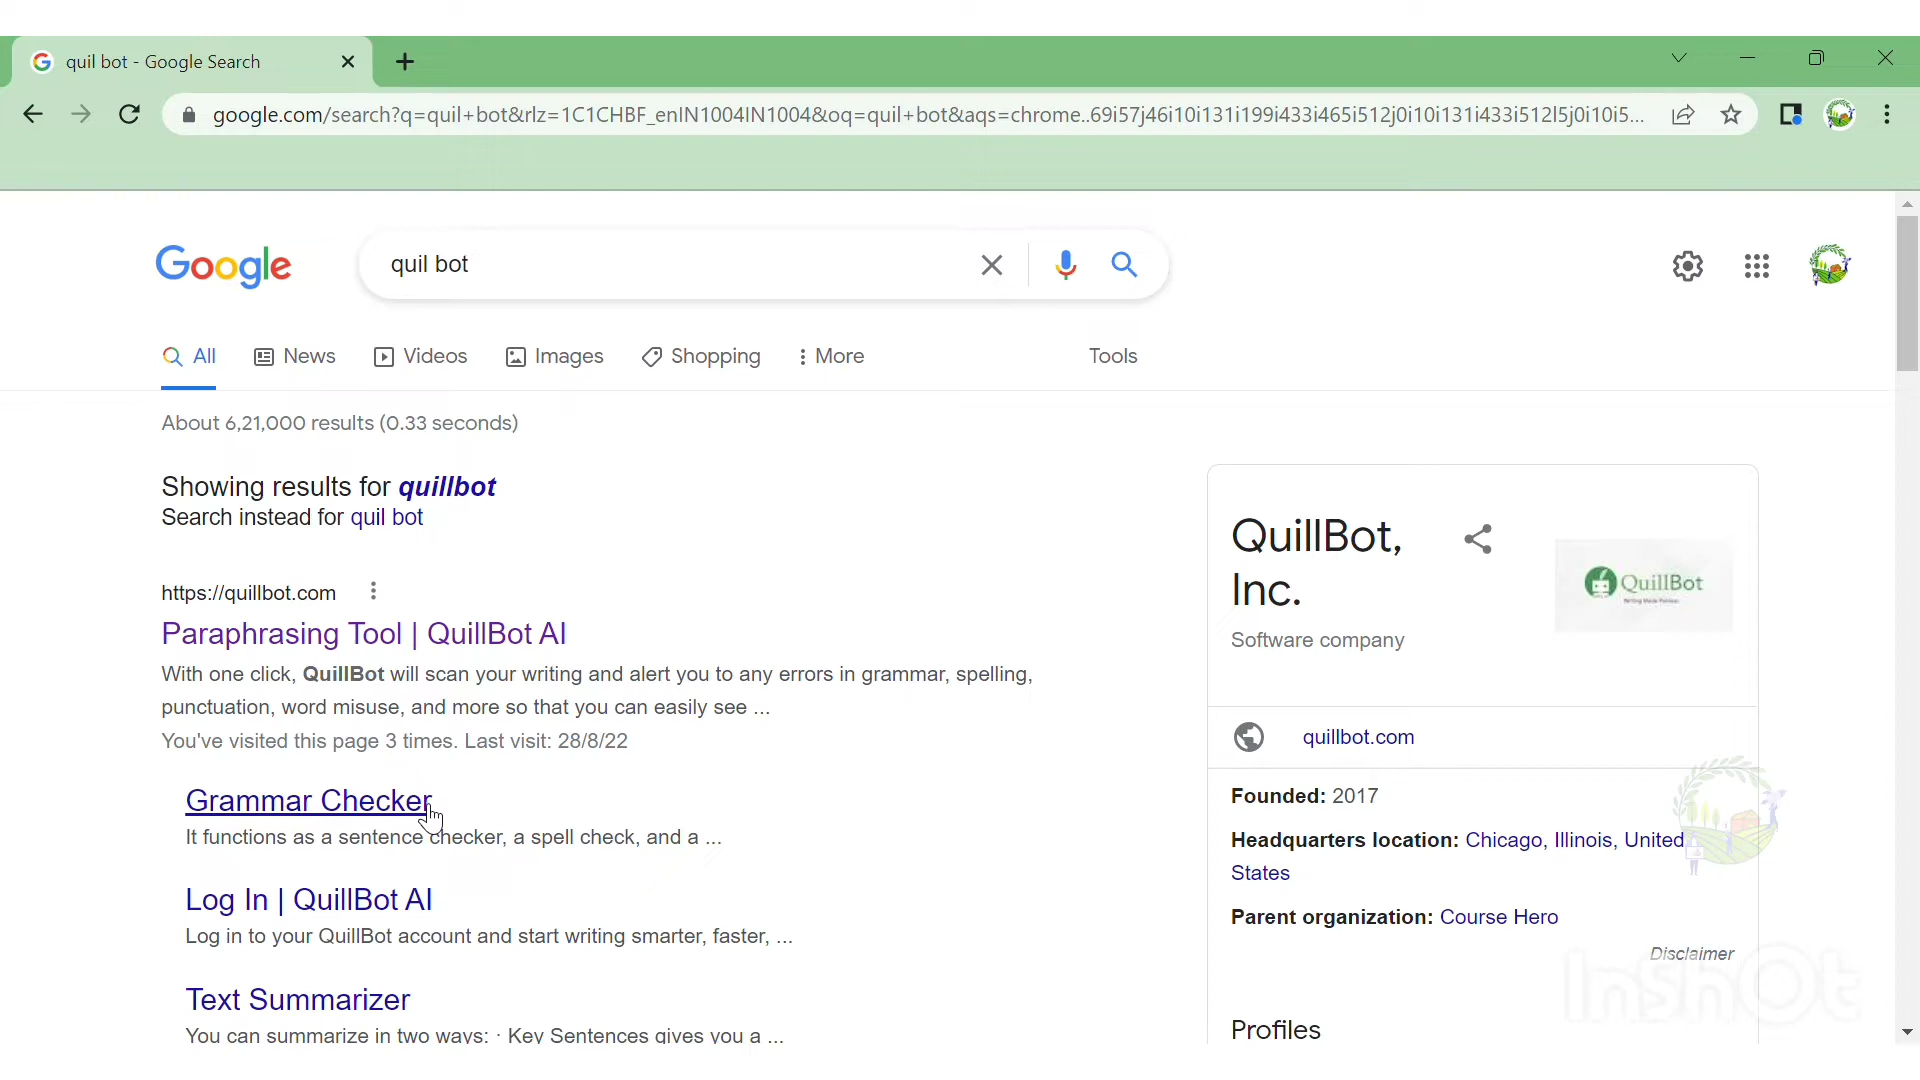 quil bot - Google Search
google.com/search?q=quil+bot&rlz=1C1CHBF_enIN1004IN1004&oq=quil+bot&aqs=chrome..69i57j46i10i131i199i433i465i512j0i10i131i433i512l5j0i10i5...
Google
quil bot
All
News
Videos
Images
Shopping
More
Tools
About 6,21,000 results (0.33 seconds)
Showing results for quillbot
Search instead for quil bot
https://quillbot.com
Paraphrasing Tool | QuillBot AI
With one click, QuillBot will scan your writing and alert you to any errors in grammar, spelling,
punctuation, word misuse, and more so that you can easily see ...
You've visited this page 3 times. Last visit: 28/8/22
Grammar Checker
It functions as a sentence checker, a spell check, and a ...
Log In | QuillBot AI
Log in to your QuillBot account and start writing smarter, faster, ...
Text Summarizer
You can summarize in two ways: · Key Sentences gives you a ...
QuillBot,
Inc.
Software company
QuillBot
quillbot.com
Founded: 2017
Headquarters location: Chicago, Illinois, United
States
Parent organization: Course Hero
Disclaimer
Profiles
InshOt